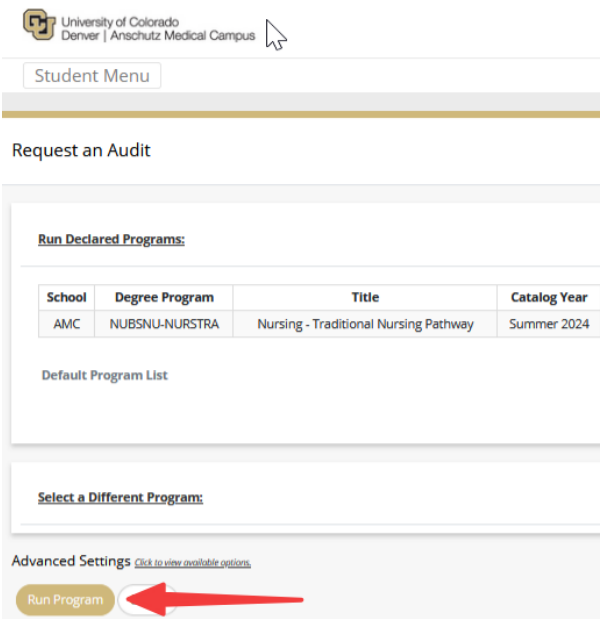 University of Colorado
Denver | Anschutz Medical Campus
Student Menu
Request an Audit
Run Declared Programs:
School Degree Program Title Catalog Year
AMC NUBSNU-NURSTRA Nursing - Traditional Nursing Pathway Summer 2024
Default Program List
Select a Different Program:
Advanced Settings Click to view available options.
Run Program